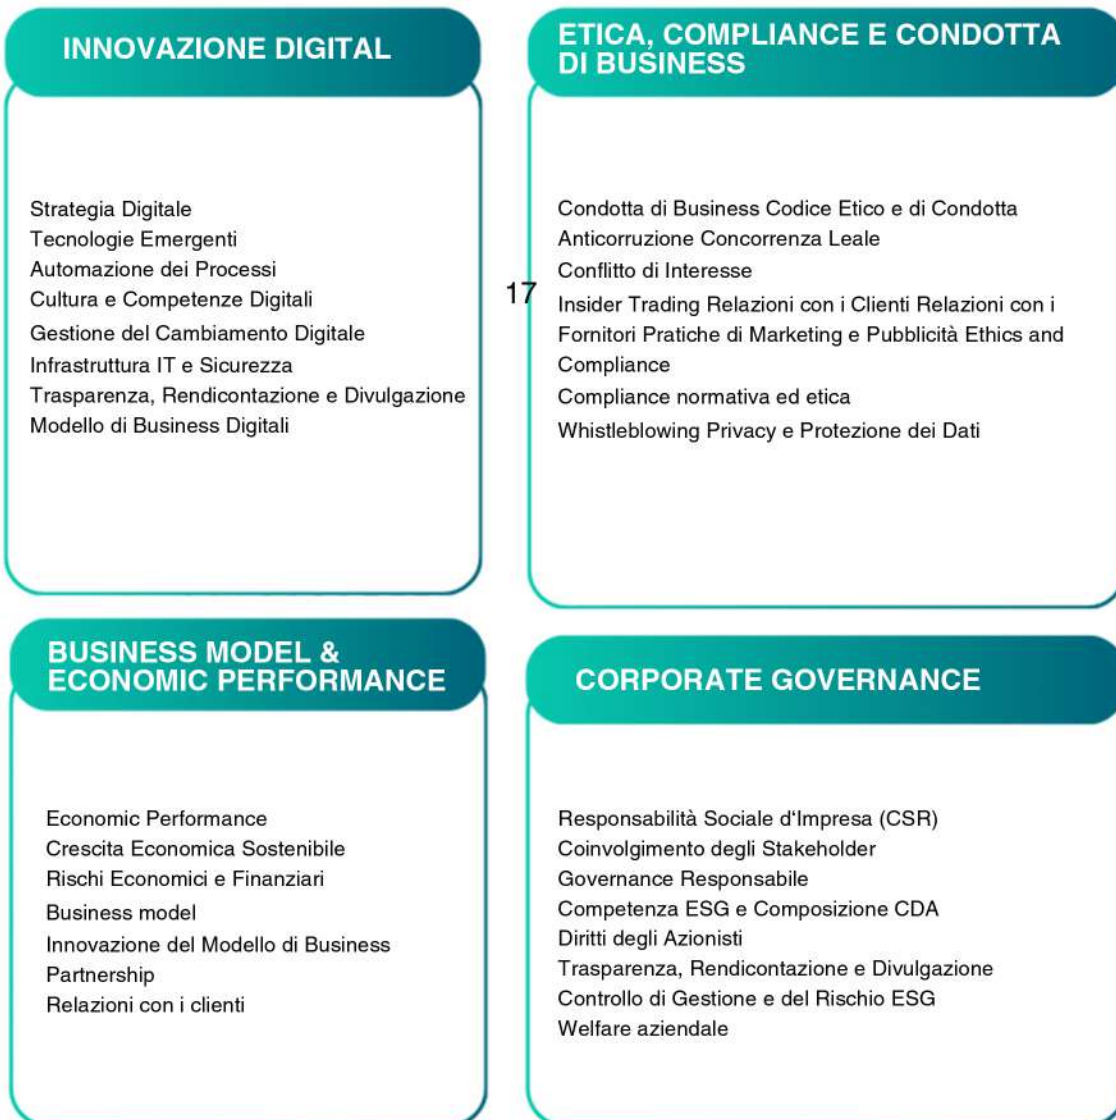 INNOVAZIONE DIGITAL
Strategia Digitale
Tecnologie Emergenti
Automazione dei Processi
Cultura e Competenze Digitali
Gestione del Cambiamento Digitale
Infrastruttura IT e Sicurezza
Trasparenza, Rendicontazione e Divulgazione
Modello di Business Digitali
ETICA, COMPLIANCE E CONDOTTA
DI BUSINESS
Condotta di Business Codice Etico e di Condotta
Anticorruzione Concorrenza Leale
Conflitto di Interesse
Insider Trading Relazioni con i Clienti Relazioni con i
Fornitori Pratiche di Marketing e Pubblicità Ethics and
Compliance
Compliance normativa ed etica
Whistleblowing Privacy e Protezione dei Dati
17
BUSINESS MODEL &
ECONOMIC PERFORMANCE
Economic Performance
Crescita Economica Sostenibile
Rischi Economici e Finanziari
Business model
Innovazione del Modello di Business
Partnership
Relazioni con i clienti
CORPORATE GOVERNANCE
Responsabilità Sociale d'Impresa (CSR)
Coinvolgimento degli Stakeholder
Governance Responsabile
Competenza ESG e Composizione CDA
Diritti degli Azionisti
Trasparenza, Rendicontazione e Divulgazione
Controllo di Gestione e del Rischio ESG
Welfare aziendale